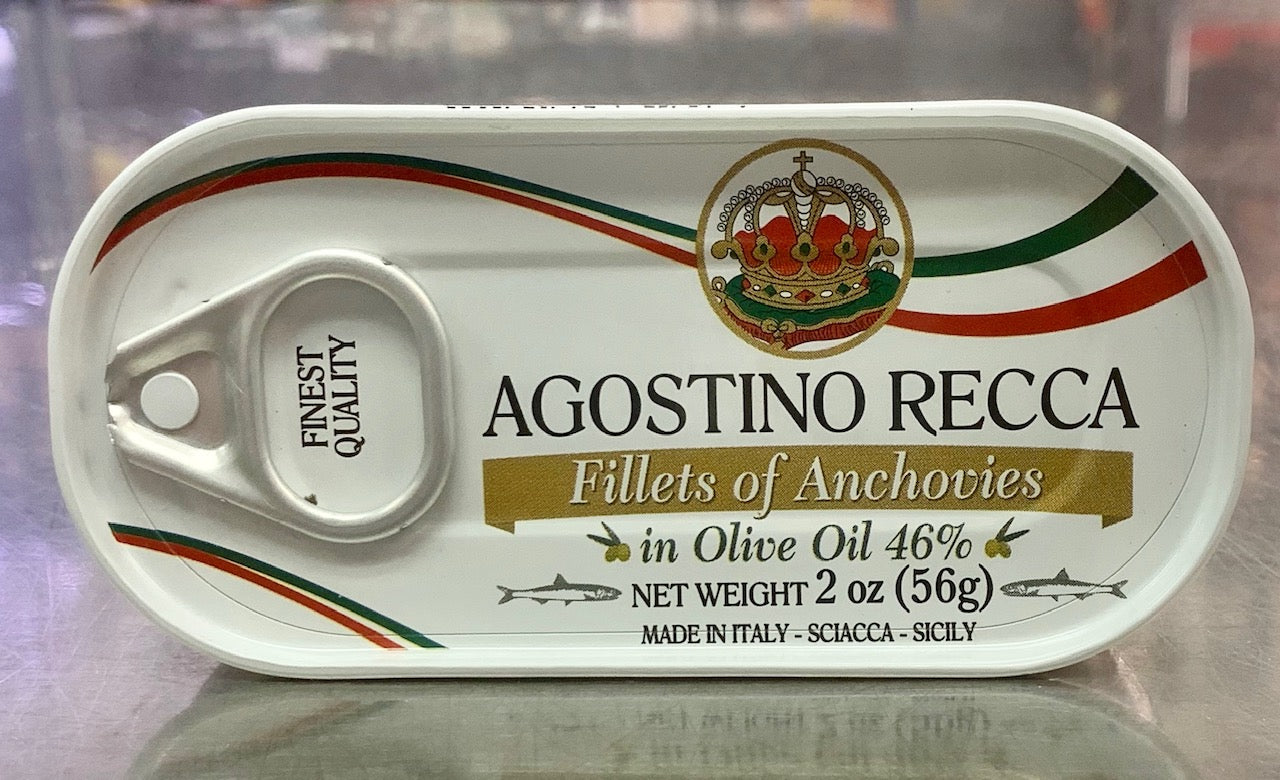 FINEST
QUALITY
AGOSTINO RECCA
Fillets of Anchovies
in Olive Oil 46%
NET WEIGHT 2 oz (56g)
MADE IN ITALY - SCIACCA - SICILY